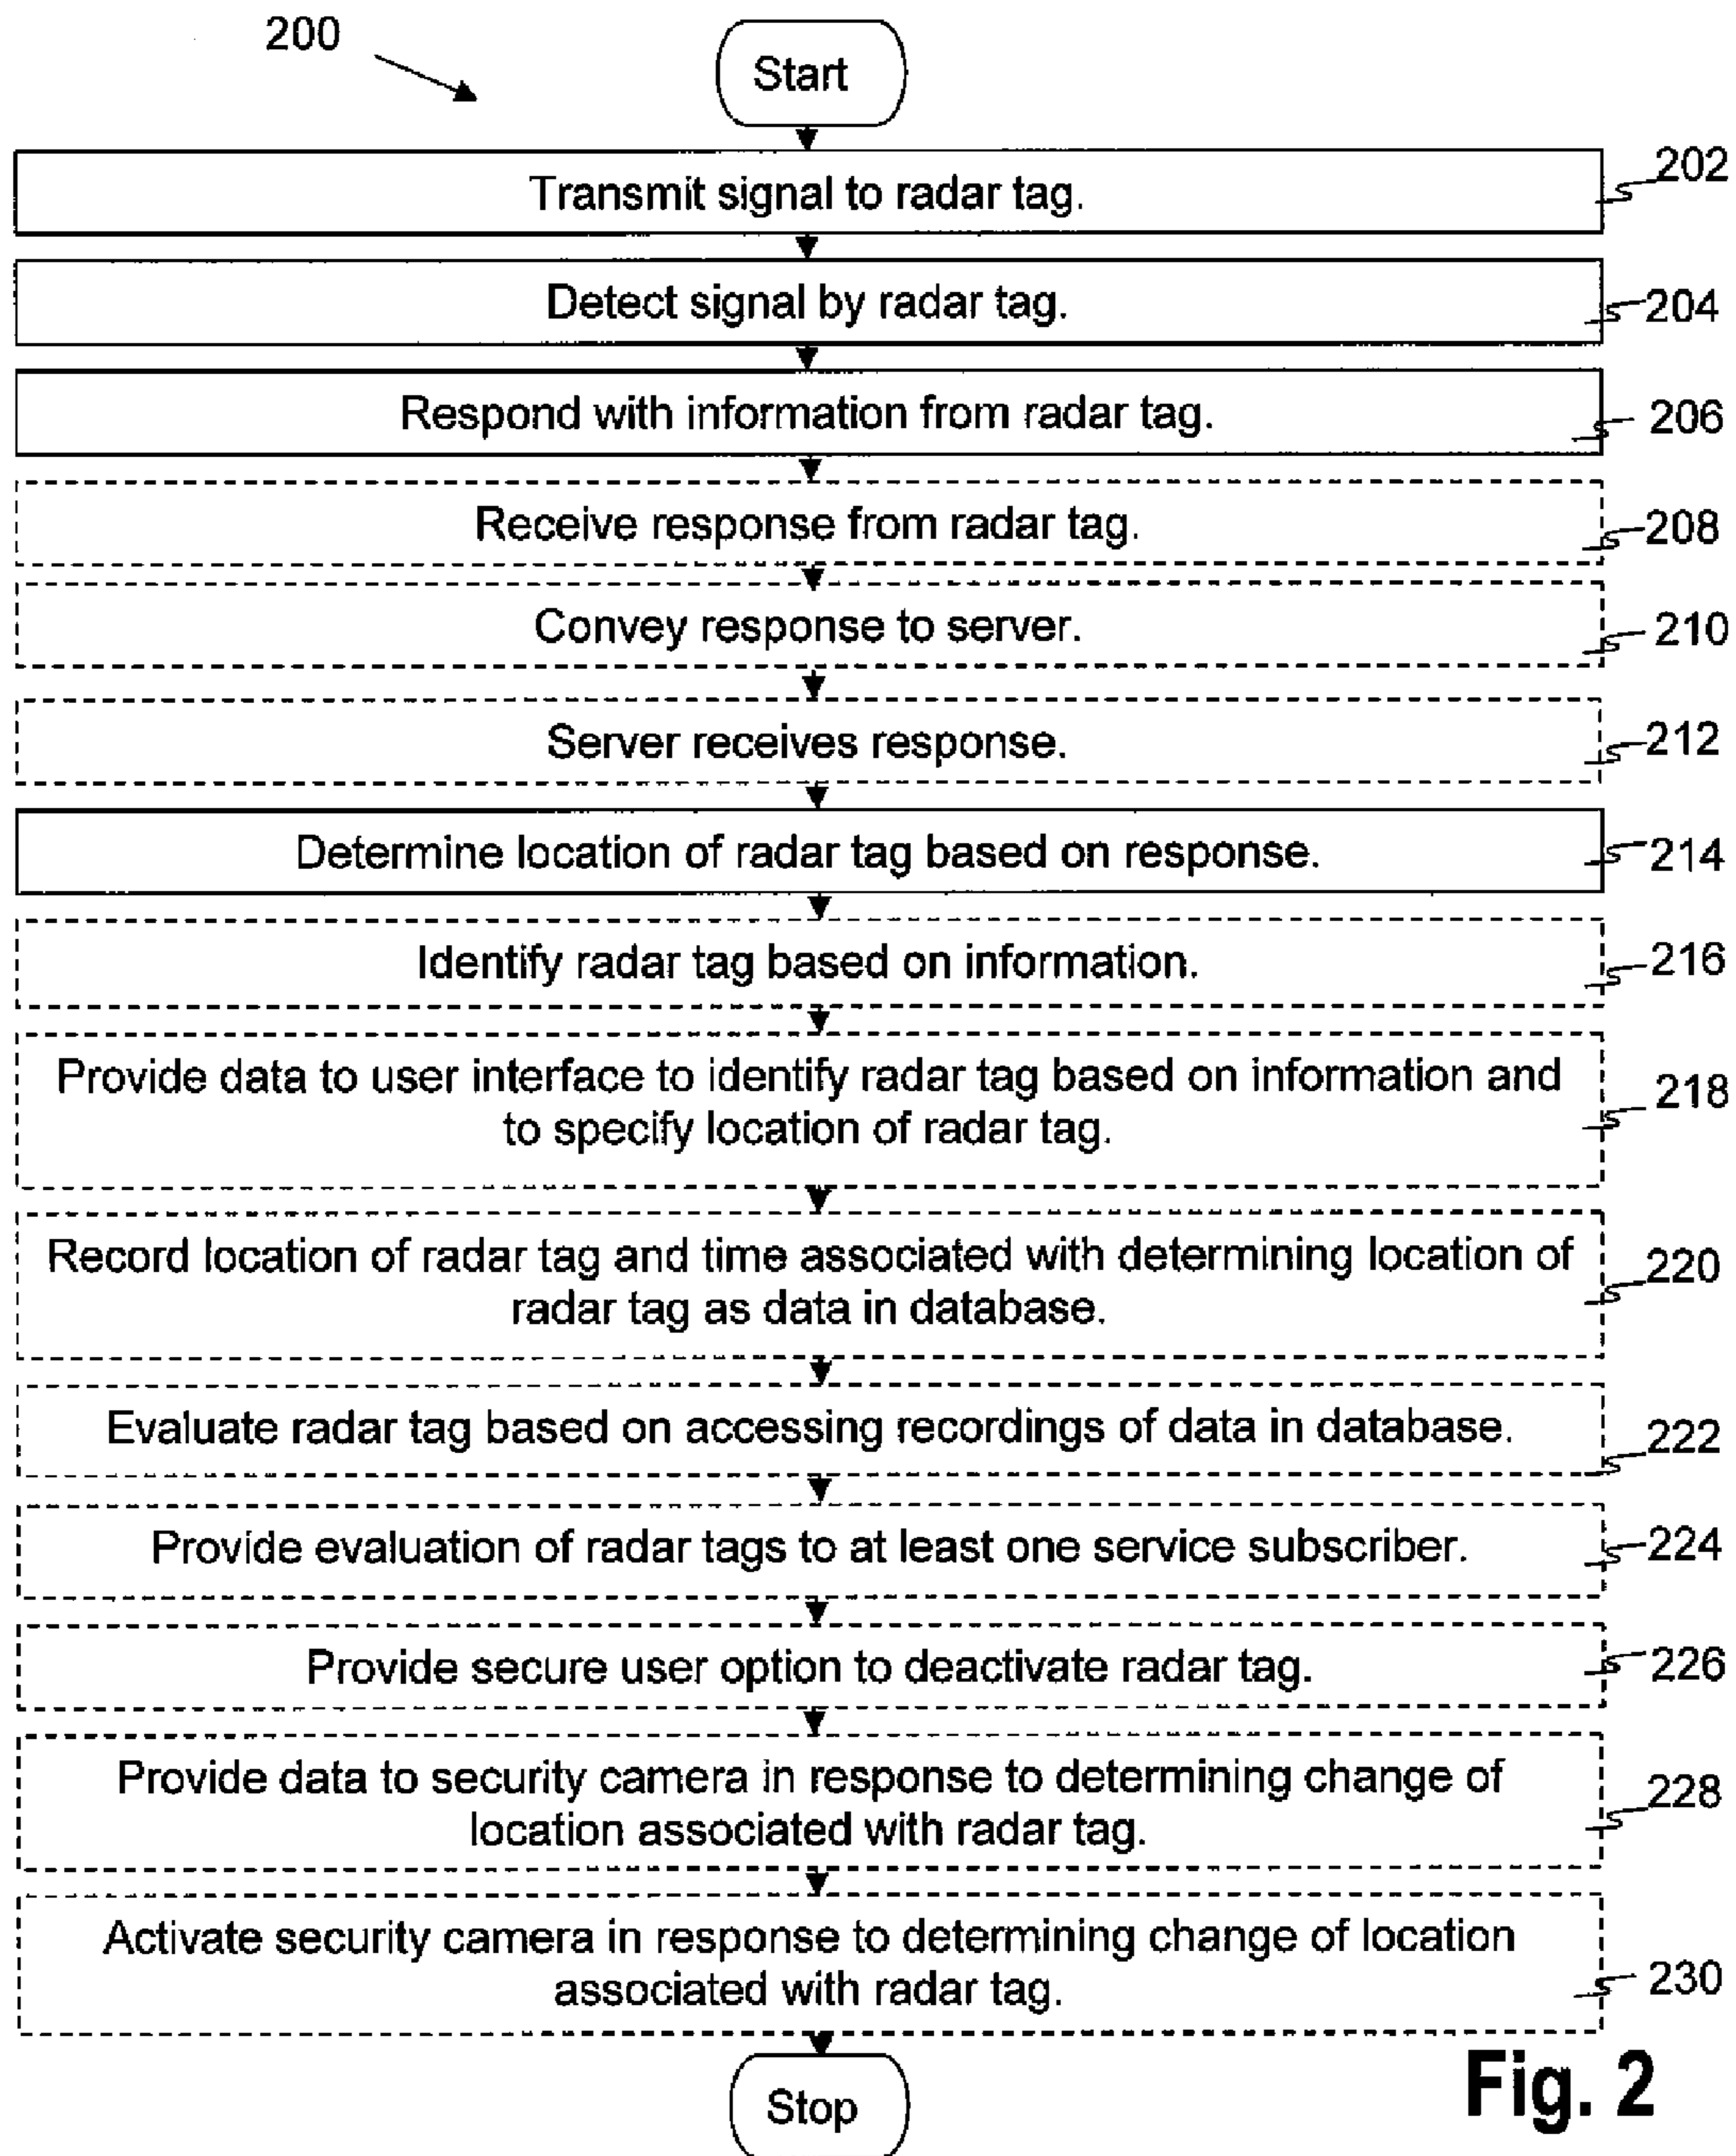 200
Start
Transmit signal to radar tag.
202
Detect signal by radar tag.
204
Respond with information from radar tag.
206
Receive response from radar tag.
208
Convey response to server.
210
Server receives response.
212
Determine location of radar tag based on response.
214
Identify radar tag based on information.
216
Provide data to user interface to identify radar tag based on information and
to specify location of radar tag.
218
Record location of radar tag and time associated with determining location of
radar tag as data in database.
220
Evaluate radar tag based on accessing recordings of data in database.
222
Provide evaluation of radar tags to at least one service subscriber.
224
Provide secure user option to deactivate radar tag.
226
Provide data to security camera in response to determining change of
location associated with radar tag.
228
Activate security camera in response to determining change of location
associated with radar tag.
230
Stop
Fig. 2